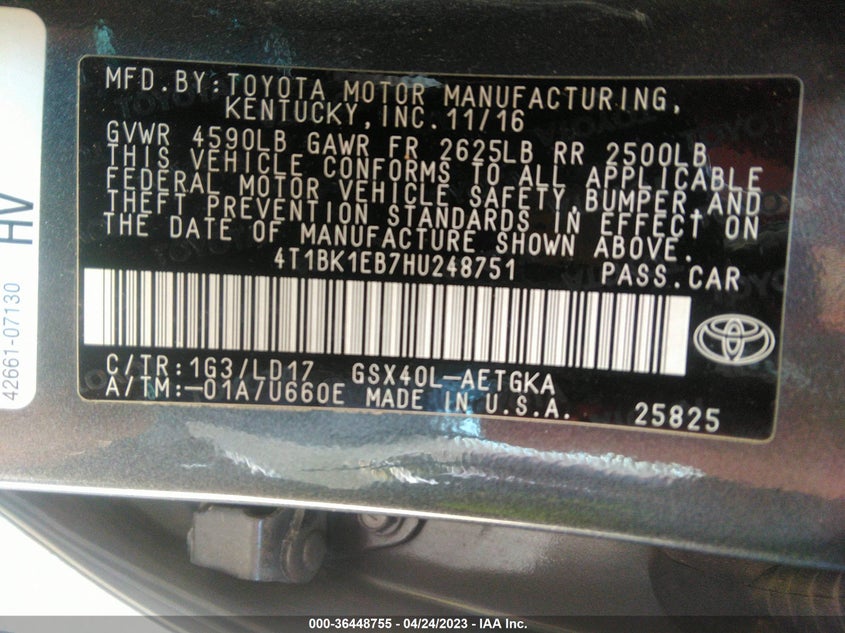 MFD. BY: TOYOTA MOTOR MANUFACTURING,
KENTUCKY, INC. 11/16
GVWR 4590LB GAWR FR 2625LB RR 2500LB
THIS VEHICLE CONFORMS TO ALL APPLICABLE
FEDERAL MOTOR VEHICLE SAFETY, BUMPER, AND
THEFT PREVENTION STANDARDS IN EFFECT ON
THE DATE OF MANUFACTURE SHOWN ABOVE.
4T1BK1EB7HU248751 PASS.CAR
C/TR: 1G3/LD17 GSX40L-AETGKA
A/TM: -01A/U660E MADE IN U.S.A. 25825
HV
42661-07130
000-36448755 - 04/24/2023 - IAA Inc.